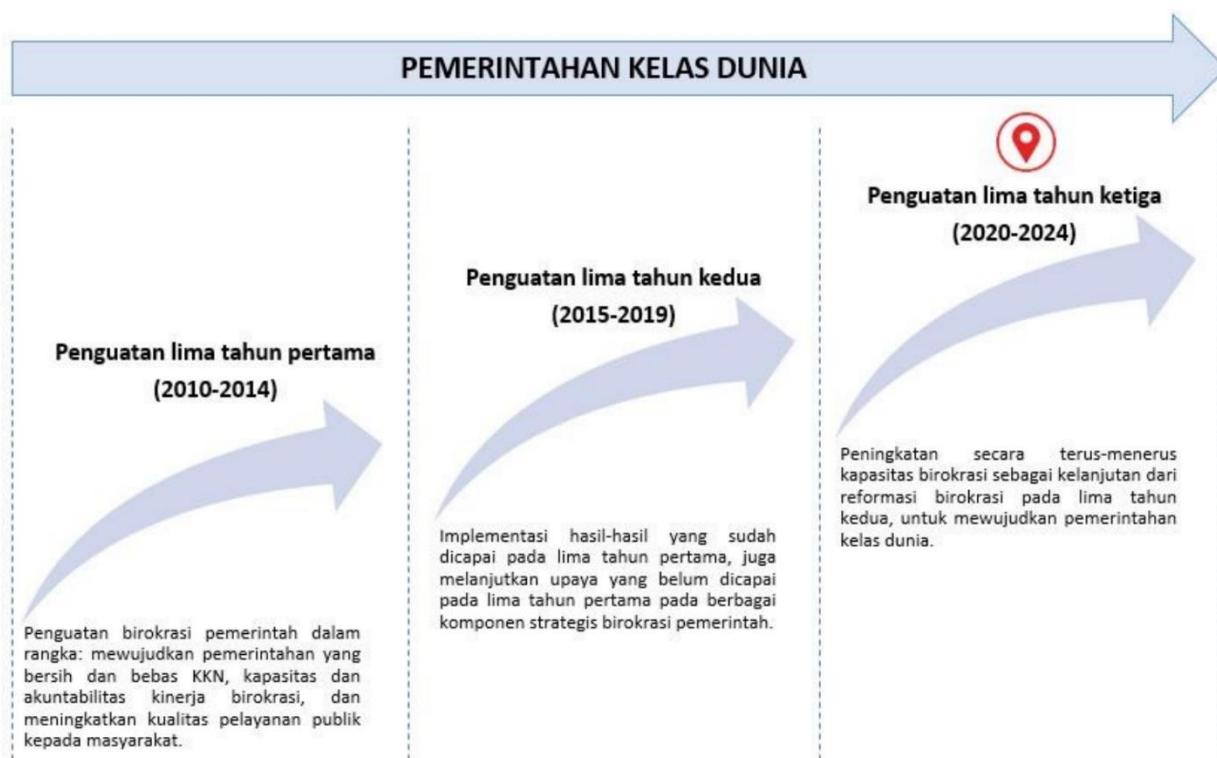 PEMERINTAHAN KELAS DUNIA
Penguatan lima tahun pertama
(2010-2014)
Penguatan birokrasi pemerintah dalam
rangka: mewujudkan pemerintahan yang
bersih dan bebas KKN, kapasitas dan
akuntabilitas kinerja birokrasi, dan
meningkatkan kualitas pelayanan publik
kepada masyarakat.
Penguatan lima tahun kedua
(2015-2019)
Implementasi hasil-hasil yang sudah
dicapai pada lima tahun pertama, juga
melanjutkan upaya yang belum dicapai
pada lima tahun pertama pada berbagai
komponen strategis birokrasi pemerintah.
Penguatan lima tahun ketiga
(2020-2024)
Peningkatan secara terus-menerus
kapasitas birokrasi sebagai kelanjutan dari
reformasi birokrasi pada lima tahun
kedua, untuk mewujudkan pemerintahan
kelas dunia.